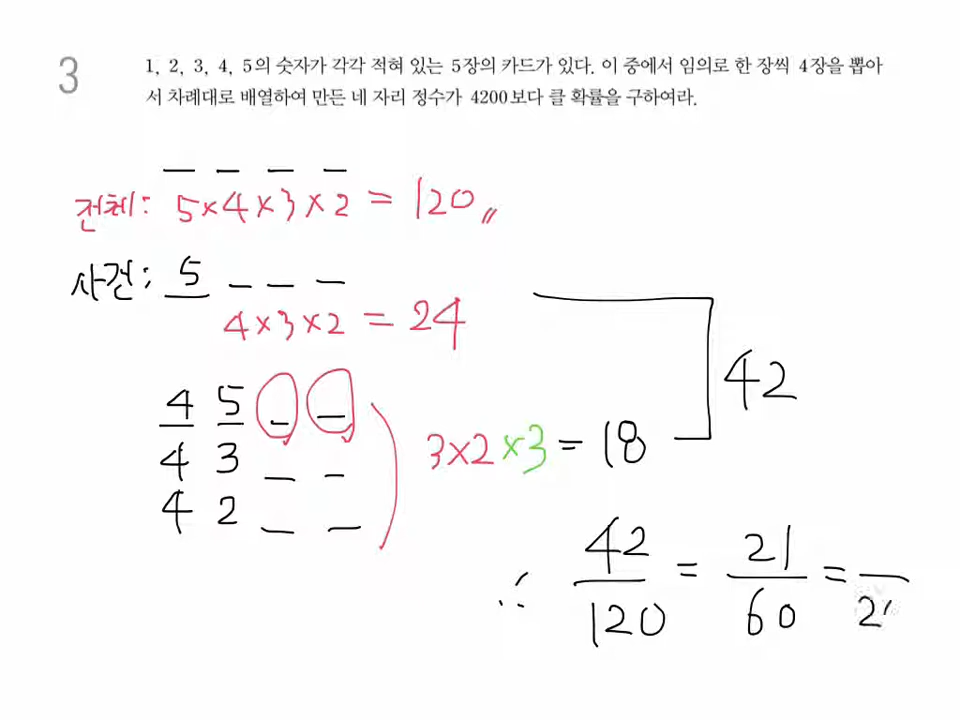 3
1, 2, 3, 4, 5의 숫자가 각각 적혀 있는 5장의 카드가 있다. 이 중에서 임의로 한 장씩 4장을 뽑아
서 차례대로 배열하여 만든 네 자리 정수가 4200보다 클 확률을 구하여라.
전체: 5×4×3×2 = 120〃
사건: 5 _ _ _
4×3×2 = 24
4 5 _ _
4 3 _ _
4 2 _ _
3×2×3 = 18
42
∴ 42/120 = 21/60 =